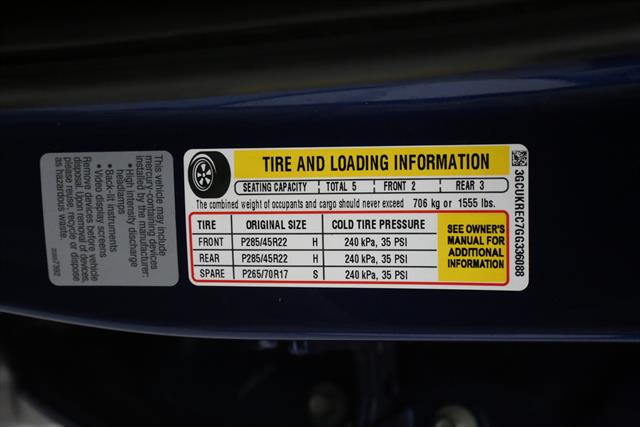 This vehicle may include
mercury-containing devices
installed by the manufacturer:
• High intensity discharge
headlamps
• Back-lit instruments
• Video display screens
Remove devices before vehicle
disposal. Upon removal of devices,
please reuse, recycle or dispose
as hazardous waste.
TIRE AND LOADING INFORMATION
SEATING CAPACITY TOTAL 5 FRONT 2 REAR 3
The combined weight of occupants and cargo should never exceed 706 kg or 1555 lbs.
TIRE ORIGINAL SIZE COLD TIRE PRESSURE
FRONT P285/45R22 H 240 kPa, 35 PSI
REAR P285/45R22 H 240 kPa, 35 PSI
SPARE P265/70R17 S 240 kPa, 35 PSI
SEE OWNER'S
MANUAL FOR
ADDITIONAL
INFORMATION
3GCUKREC7GG336088